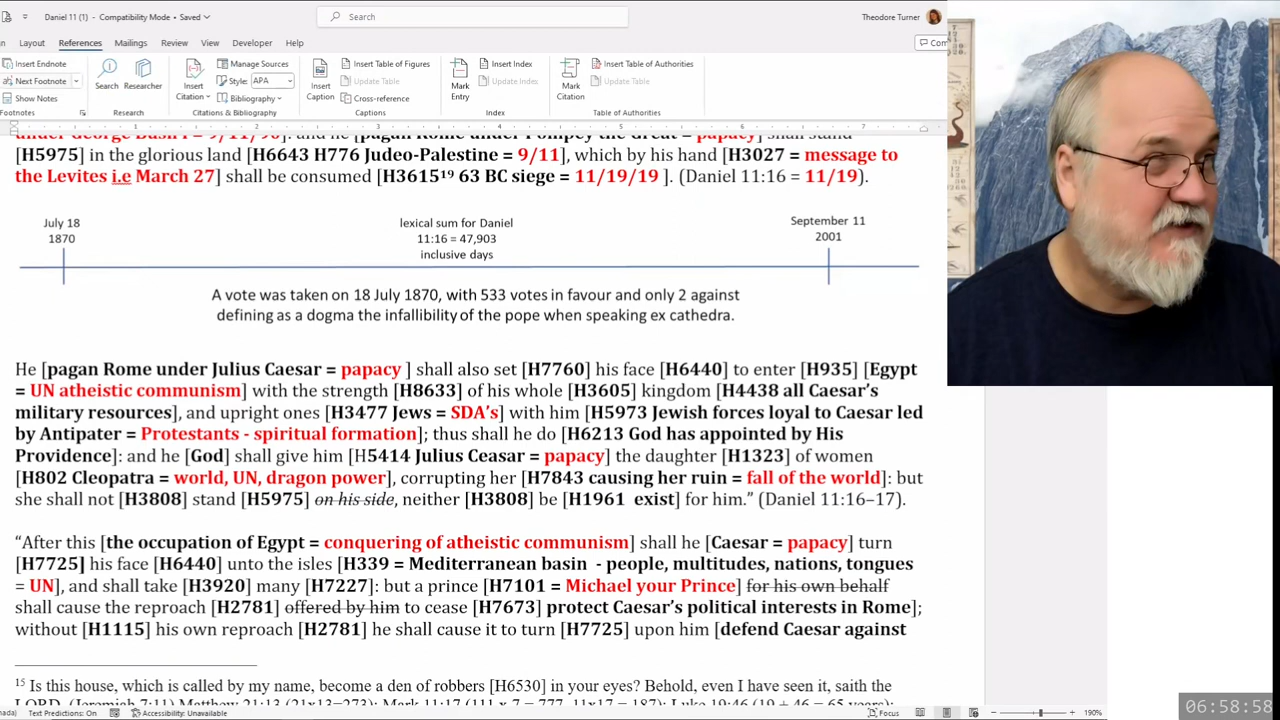 Daniel 11 (1) - Compatibility Mode • Saved
Search
Theodore Turner
Layout References Mailings Review View Developer Help
Insert Endnote
Next Footnote
Show Notes
Footnotes
Search
Researcher
Research
Insert Citation
Manage Sources
Style: APA
Bibliography
Citations & Bibliography
Insert Caption
Insert Table of Figures
Update Table
Cross-reference
Captions
Mark Entry
Insert Index
Update Index
Index
Mark Citation
Insert Table of Authorities
Update Table
Table of Authorities
[H5975] in the glorious land [H6643 H776 Judeo-Palestine = 9/11], which by his hand [H3027 = message to
the Levites i.e March 27] shall be consumed [H3615¹⁹ 63 BC siege = 11/19/19 ]. (Daniel 11:16 = 11/19).
July 18
1870
lexical sum for Daniel
11:16 = 47,903
inclusive days
September 11
2001
A vote was taken on 18 July 1870, with 533 votes in favour and only 2 against
defining as a dogma the infallibility of the pope when speaking ex cathedra.
He [pagan Rome under Julius Caesar = papacy ] shall also set [H7760] his face [H6440] to enter [H935] [Egypt
= UN atheistic communism] with the strength [H8633] of his whole [H3605] kingdom [H4438 all Caesar's
military resources], and upright ones [H3477 Jews = SDA's] with him [H5973 Jewish forces loyal to Caesar led
by Antipater = Protestants - spiritual formation]; thus shall he do [H6213 God has appointed by His
Providence]: and he [God] shall give him [H5414 Julius Ceasar = papacy] the daughter [H1323] of women
[H802 Cleopatra = world, UN, dragon power], corrupting her [H7843 causing her ruin = fall of the world]: but
she shall not [H3808] stand [H5975] on his side, neither [H3808] be [H1961 exist] for him." (Daniel 11:16–17).
"After this [the occupation of Egypt = conquering of atheistic communism] shall he [Caesar = papacy] turn
[H7725] his face [H6440] unto the isles [H339 = Mediterranean basin - people, multitudes, nations, tongues
= UN], and shall take [H3920] many [H7227]: but a prince [H7101 = Michael your Prince] for his own behalf
shall cause the reproach [H2781] offered by him to cease [H7673] protect Caesar's political interests in Rome];
without [H1115] his own reproach [H2781] he shall cause it to turn [H7725] upon him [defend Caesar against
15 Is this house, which is called by my name, become a den of robbers [H6530] in your eyes? Behold, even I have seen it, saith the
Text Predictions: On
Accessibility: Unavailable
Focus
190%
06:58:58